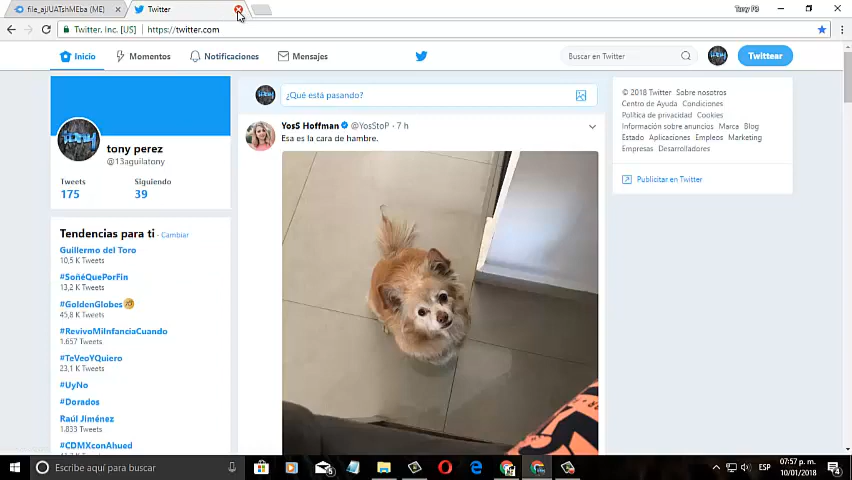 file_ajIUATshMEba (ME)
Twitter
Tony PS
Twitter, Inc. [US]
https://twitter.com
Inicio
Momentos
Notificaciones
Mensajes
Buscar en Twitter
Twittear
tony perez
@13aguilatony
Tweets
Siguiendo
175
39
Tendencias para ti · Cambiar
Guillermo del Toro
10,5 K Tweets
#SoñéQuePorFin
13,2 K Tweets
#GoldenGlobes
45,8 K Tweets
#RevivoMiInfanciaCuando
1.657 Tweets
#TeVeoYQuiero
23,1 K Tweets
#UyNo
#Dorados
Raúl Jiménez
1.833 Tweets
#CDMXconAhued
¿Qué está pasando?
YosS Hoffman @YosStoP · 7 h
Esa es la cara de hambre.
© 2018 Twitter Sobre nosotros
Centro de Ayuda Condiciones
Política de privacidad Cookies
Información sobre anuncios Marca Blog
Estado Aplicaciones Empleos Marketing
Empresas Desarrolladores
Publicitar en Twitter
Escribe aquí para buscar
ESP
07:57 p. m.
10/01/2018